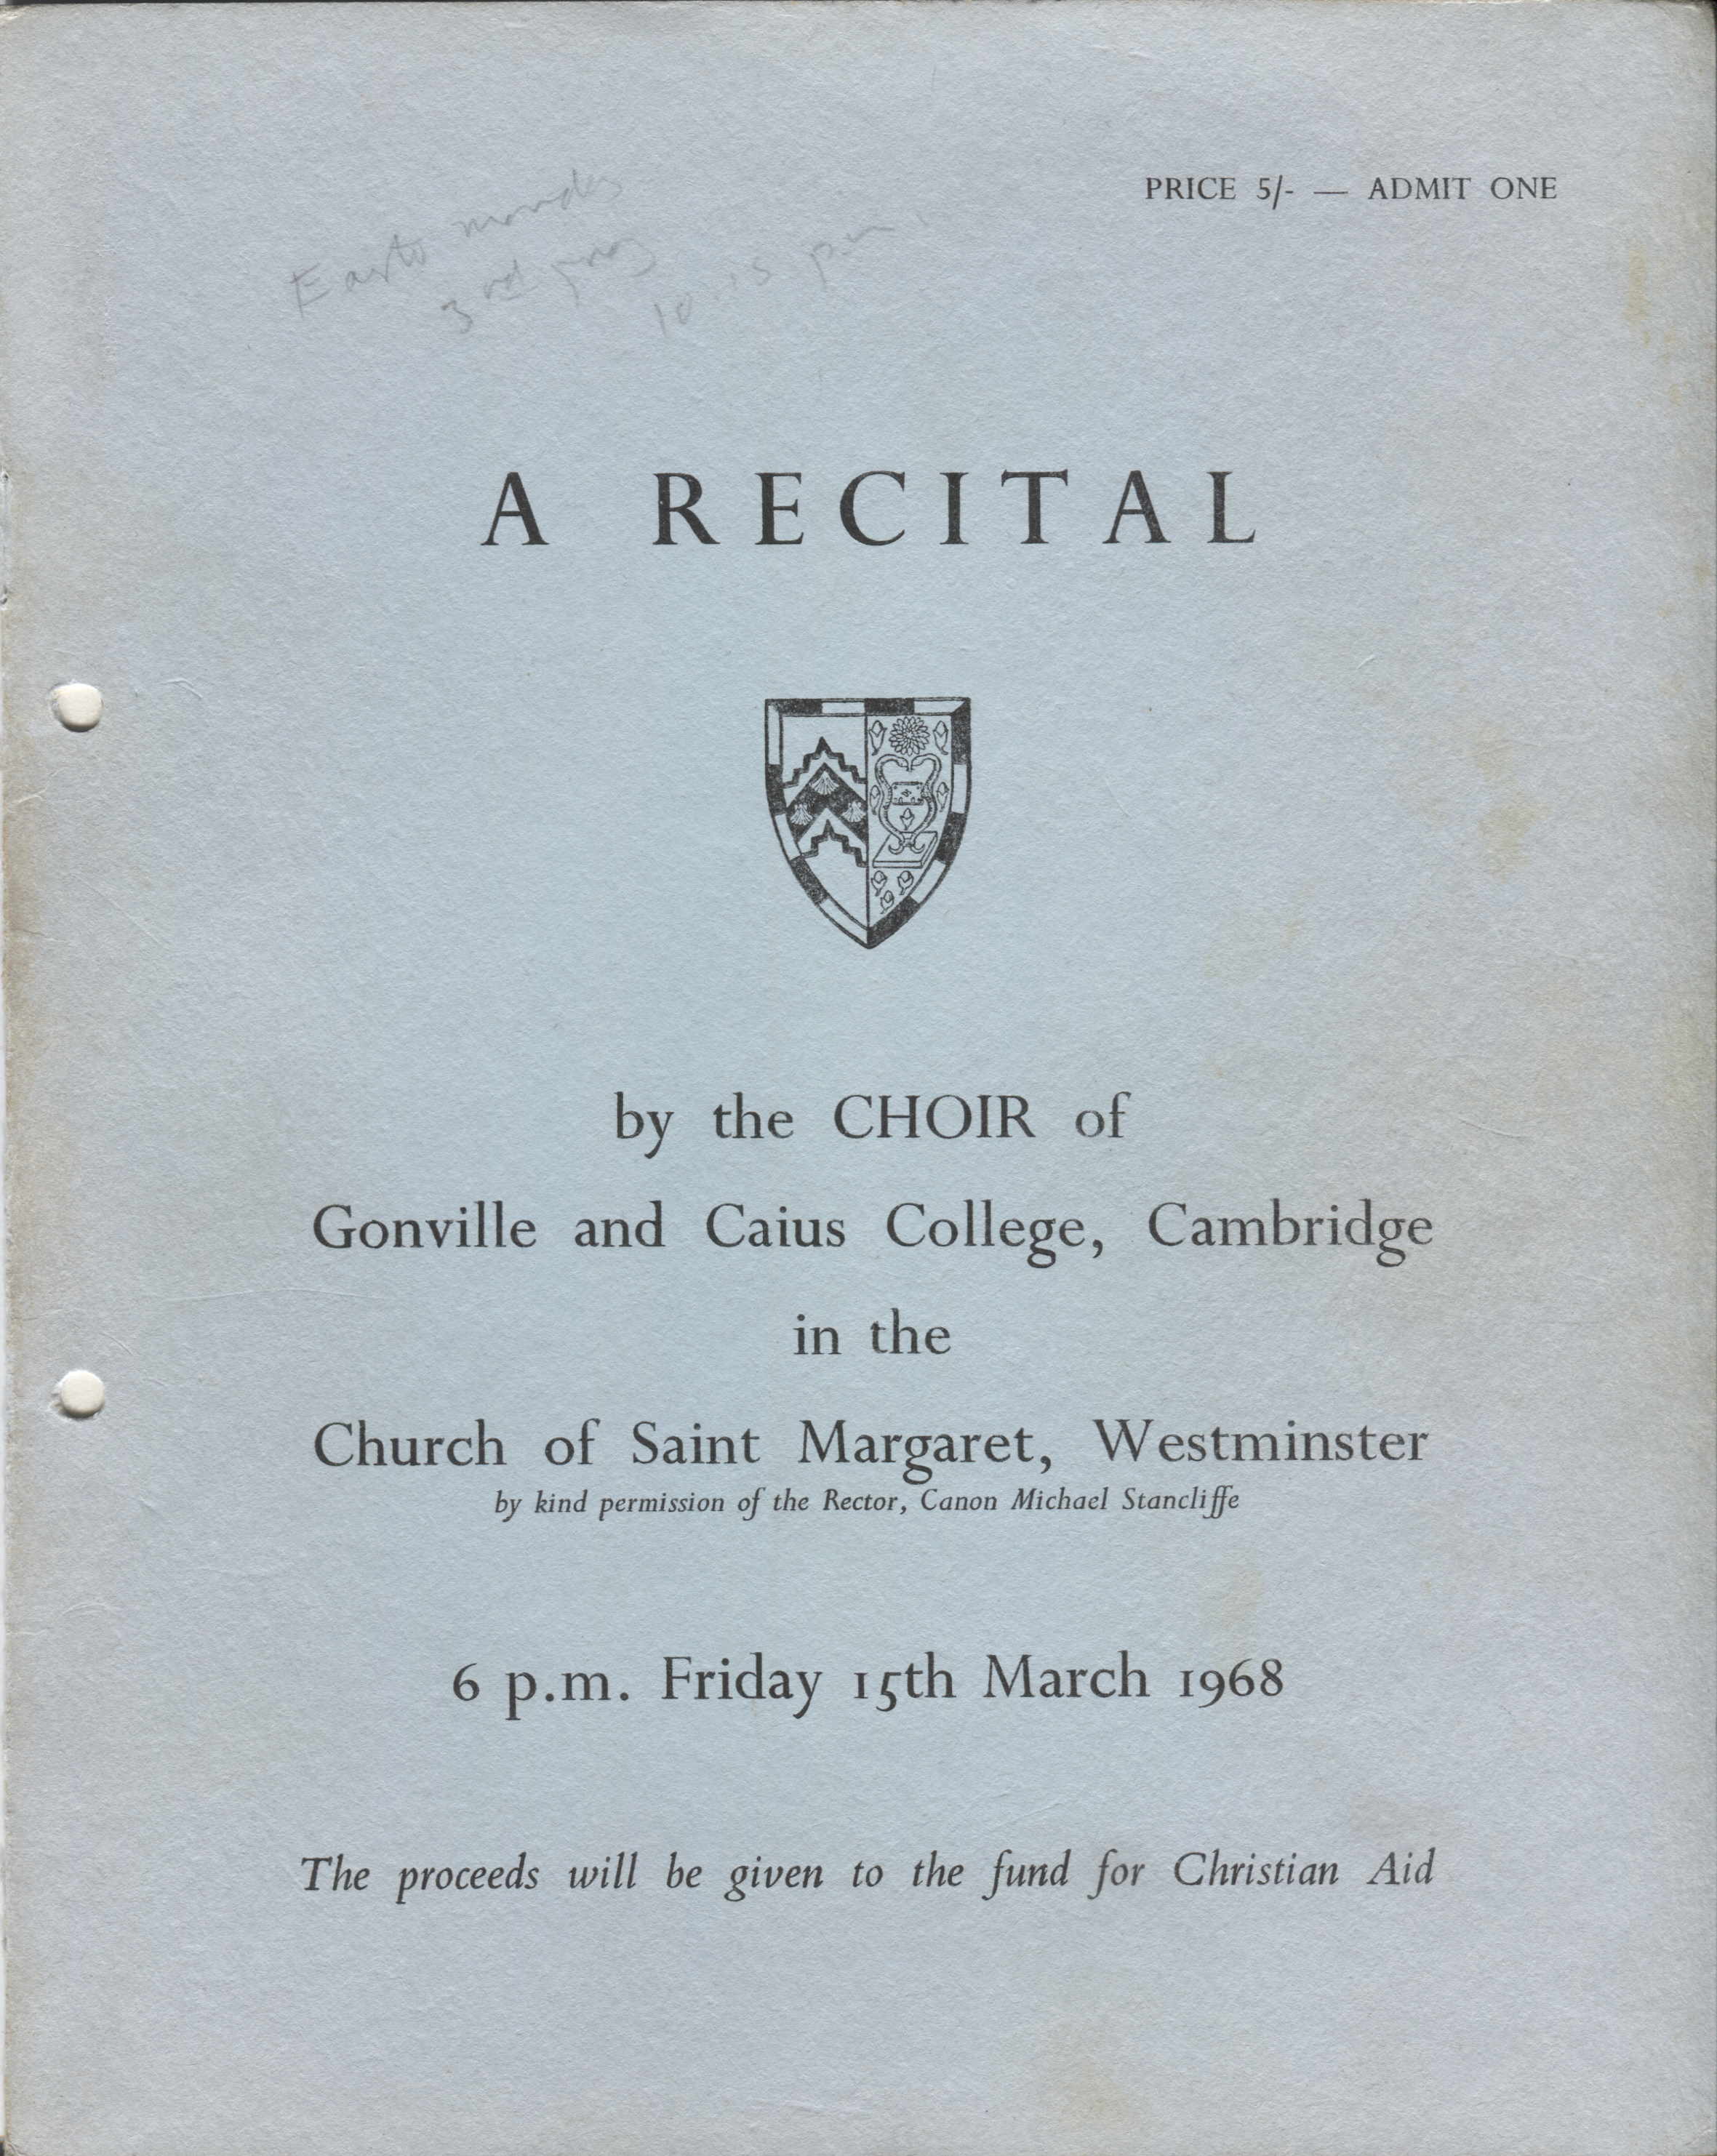 PRICE 5/- — ADMIT ONE
Easter monday
3rd prog
10.15 p.m.
A RECITAL
by the CHOIR of
Gonville and Caius College, Cambridge
in the
Church of Saint Margaret, Westminster
by kind permission of the Rector, Canon Michael Stancliffe
6 p.m. Friday 15th March 1968
The proceeds will be given to the fund for Christian Aid